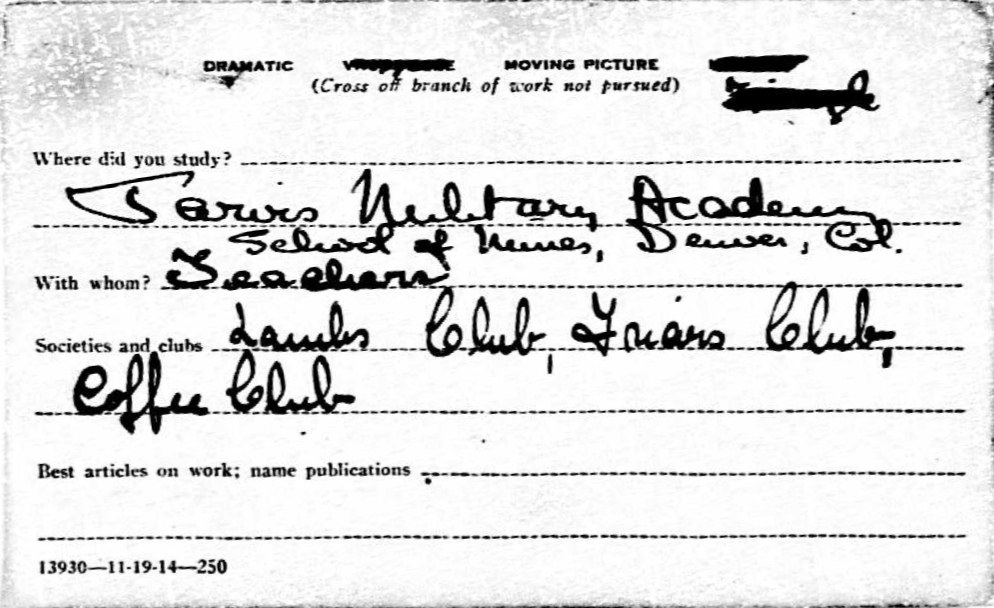 DRAMATIC MOVING PICTURE
(Cross off branch of work not pursued)
Where did you study?
Jarvis Military Academy
School of Mines, Denver, Col.
With whom? Teachers
Societies and clubs Lambs Club, Friars Club,
Coffee Club
Best articles on work; name publications
13930—11-19-14—250